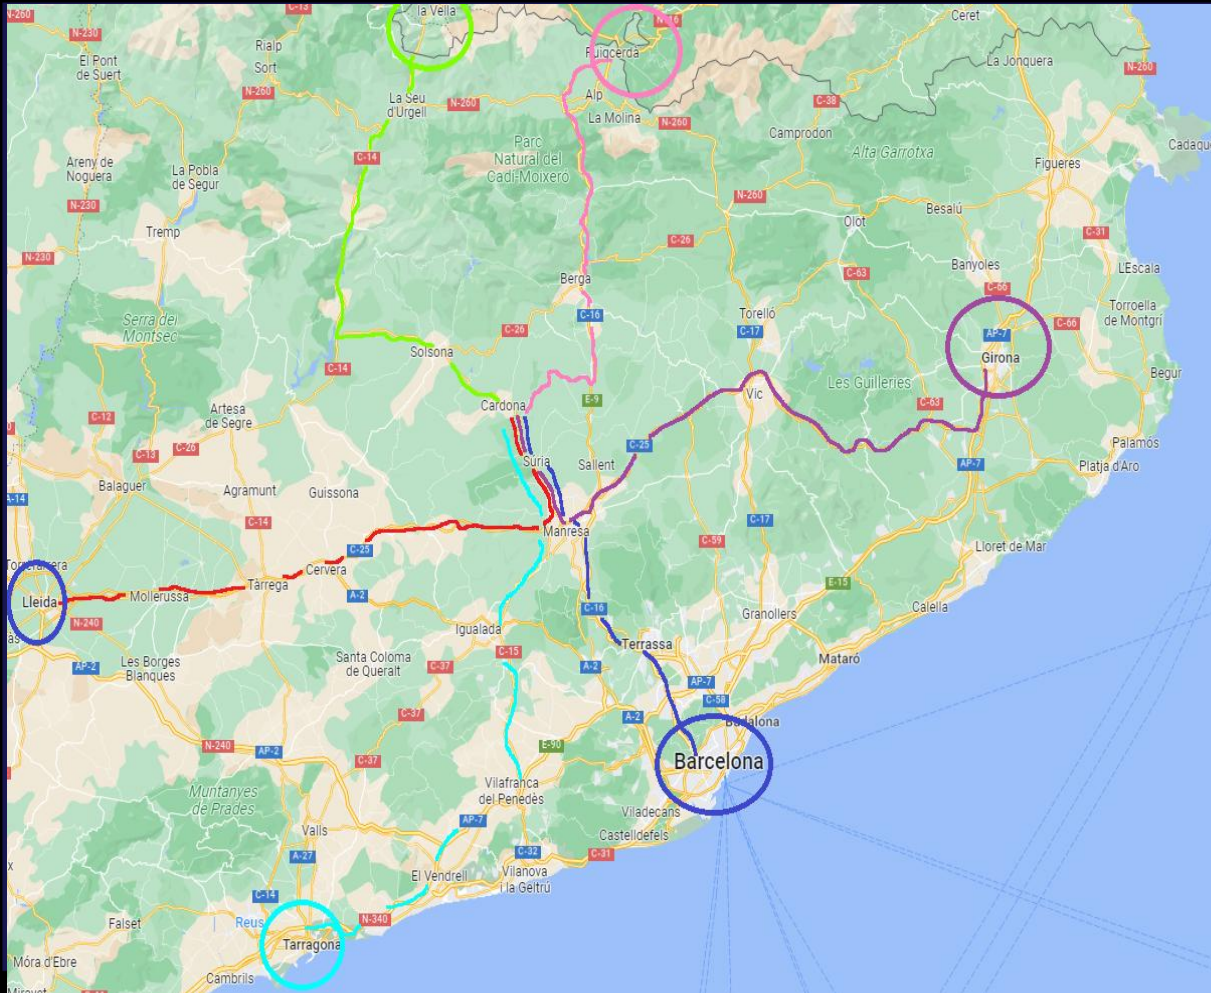 N-260
C-13
la Vella
N-116
Ceret
N-230
Rialp
Puigcerda
El Pont
de Suert
Sort
La Jonquera
N-260
N-260
La Seu
d'Urgell
N-260
Alp
La Molina
N-260
C-38
Camprodon
Cadaqu
Parc
Natural del
Cadí-Moixeró
Alta Garrotxa
C-14
Areny de
Noguera
La Pobla
de Segur
Figueres
N-230
N-260
Besalú
Olot
Tremp
C-26
C-31
N-230
Banyoles
L'Escala
Berga
C-63
C-66
Serra del
Montsec
C-16
Torelló
C-17
Torroella
de Montgrí
C-26
C-66
AP-7
Girona
Solsona
C-14
Les Guilleries
Begur
Vic
Cardona
E-9
C-63
C-12
Artesa
de Segre
C-25
Palamós
C-13
C-26
Súria
Sallent
AP-7
Platja d'Aro
Balaguer
Agramunt
Guissona
A-14
C-14
C-17
Manresa
C-59
Lloret de Mar
C-25
Cervera
Tàrrega
E-15
Lleida
Mollerussa
A-2
C-16
Calella
N-240
Granollers
Igualada
Terrassa
Les Borges
Blanques
AP-2
Santa Coloma
de Queralt
C-37
C-15
A-2
Mataró
AP-7
C-58
C-37
A-2
Badalona
N-240
AP-2
E-90
C-37
Barcelona
Muntanyes
de Prades
Vilafranca
del Penedès
Viladecans
Valls
AP-7
Castelldefels
A-27
C-32
C-31
El Vendrell
Vilanova
i la Geltrú
C-14
Reus
N-340
Falset
Tarragona
Móra d'Ebre
Cambrils